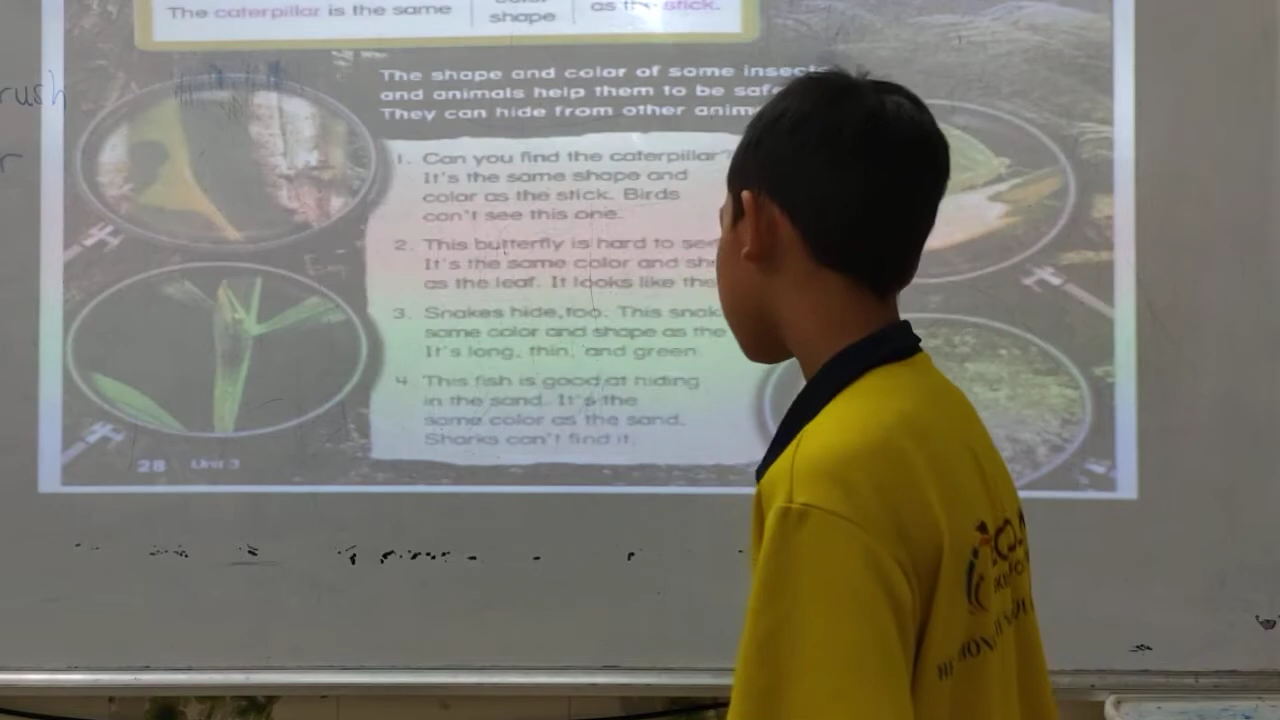 The caterpillar is the same
color
shape
as the stick.
rush
r
The shape and color of some insects
and animals help them to be safe
They can hide from other anim
1. Can you find the caterpillar?
It's the same shape and
color as the stick. Birds
can't see this one.
2. This butterfly is hard to see
It's the same color and sh
as the leaf. It looks like the
3. Snakes hide, too. This snak
same color and shape as the
It's long, thin, and green.
4 This fish is good at hiding
in the sand. It's the
same color as the sand.
Sharks can't find it.
28 Unit 3